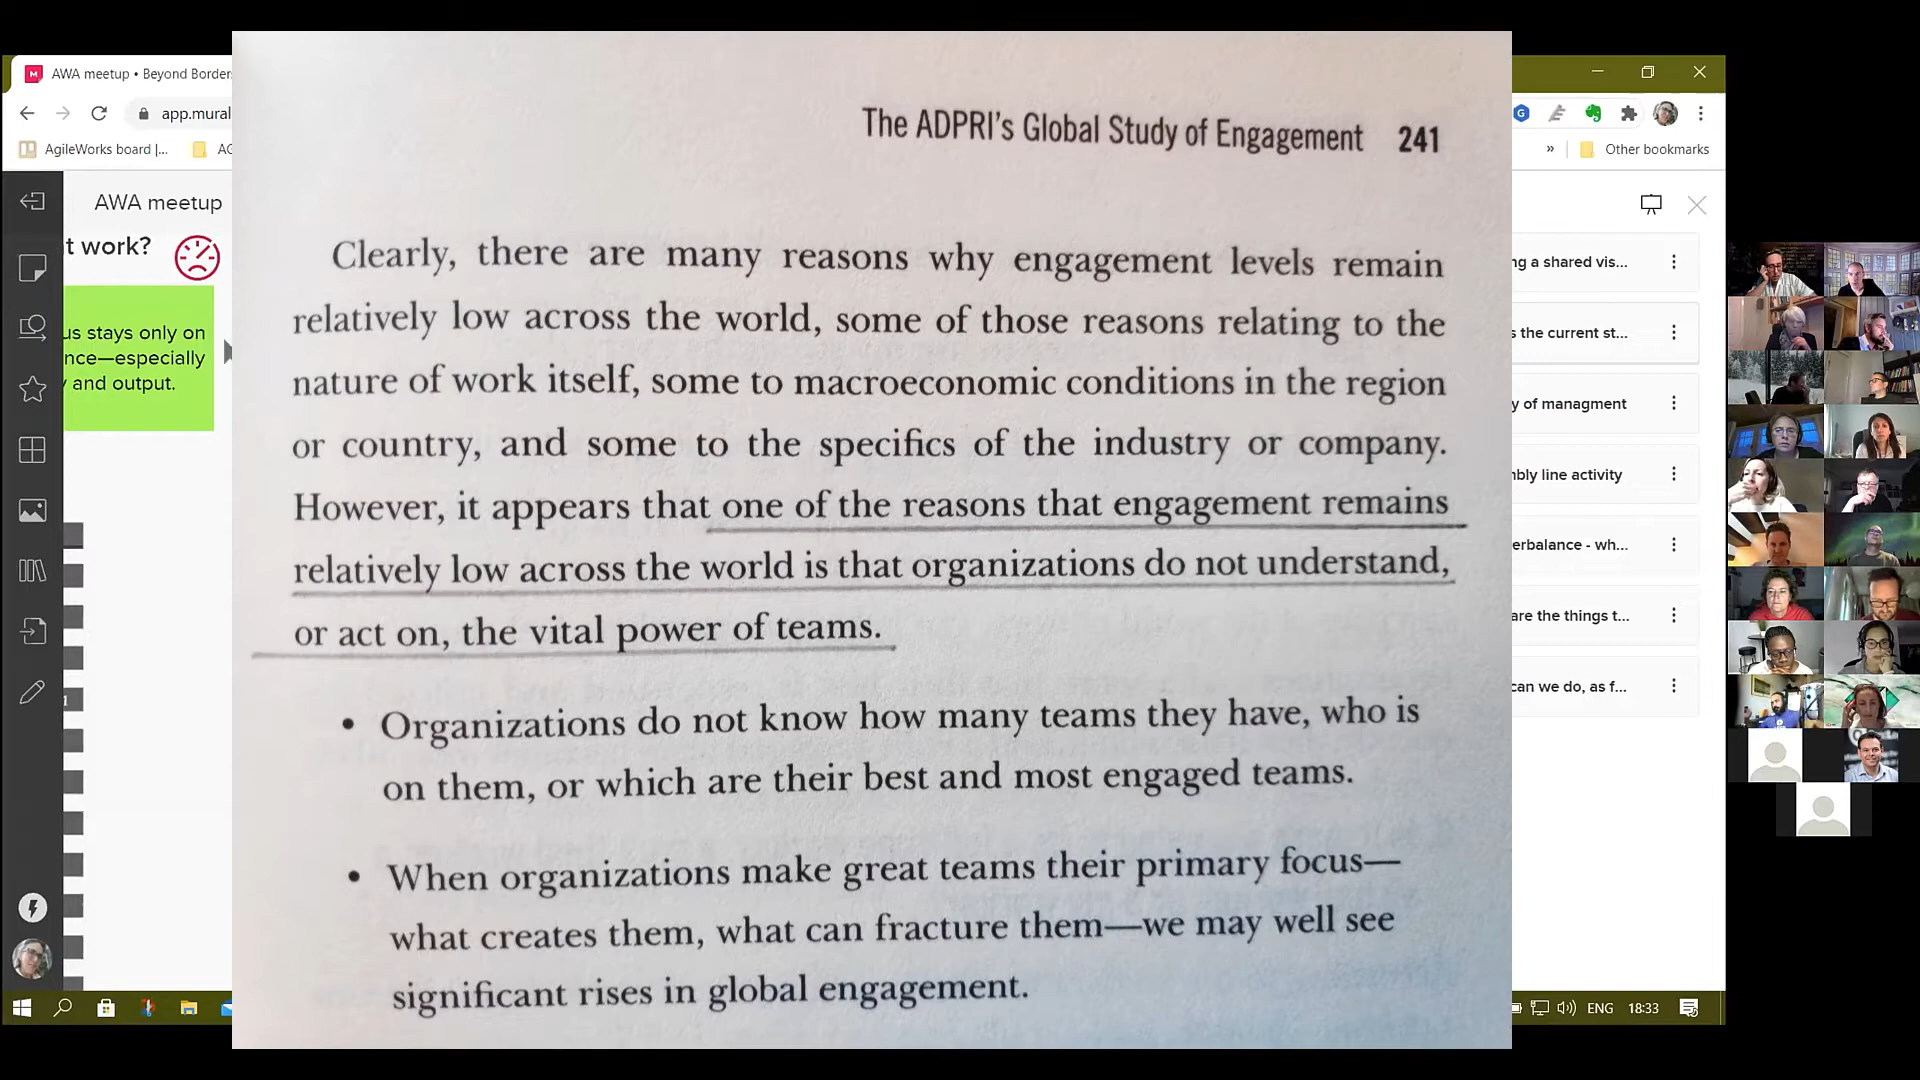 AWA meetup • Beyond Border
app.mural
AgileWorks board |...
AWA meetup
t work?
us stays only on
nce—especially
and output.
The ADPRI's Global Study of Engagement 241
Clearly, there are many reasons why engagement levels remain
relatively low across the world, some of those reasons relating to the
nature of work itself, some to macroeconomic conditions in the region
or country, and some to the specifics of the industry or company.
However, it appears that one of the reasons that engagement remains
relatively low across the world is that organizations do not understand,
or act on, the vital power of teams.
• Organizations do not know how many teams they have, who is
on them, or which are their best and most engaged teams.
• When organizations make great teams their primary focus—
what creates them, what can fracture them—we may well see
significant rises in global engagement.
» Other bookmarks
ng a shared vis...
s the current st...
y of managment
bly line activity
erbalance - wh...
are the things t...
can we do, as f...
ENG 18:33